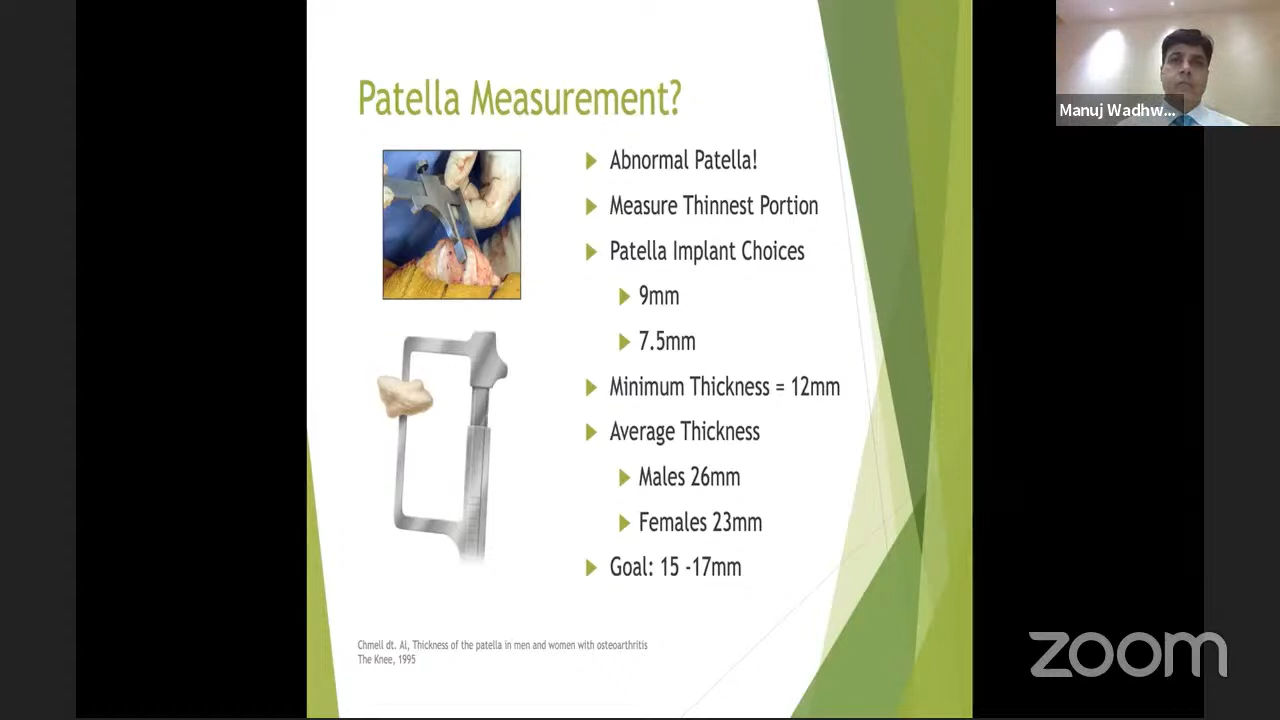 Patella Measurement?
Abnormal Patella!
Measure Thinnest Portion
Patella Implant Choices
9mm
7.5mm
Minimum Thickness = 12mm
Average Thickness
Males 26mm
Females 23mm
Goal: 15 -17mm
Chmell dt. Al, Thickness of the patella in men and women with osteoarthritis
The Knee, 1995
Manuj Wadhw...
zoom